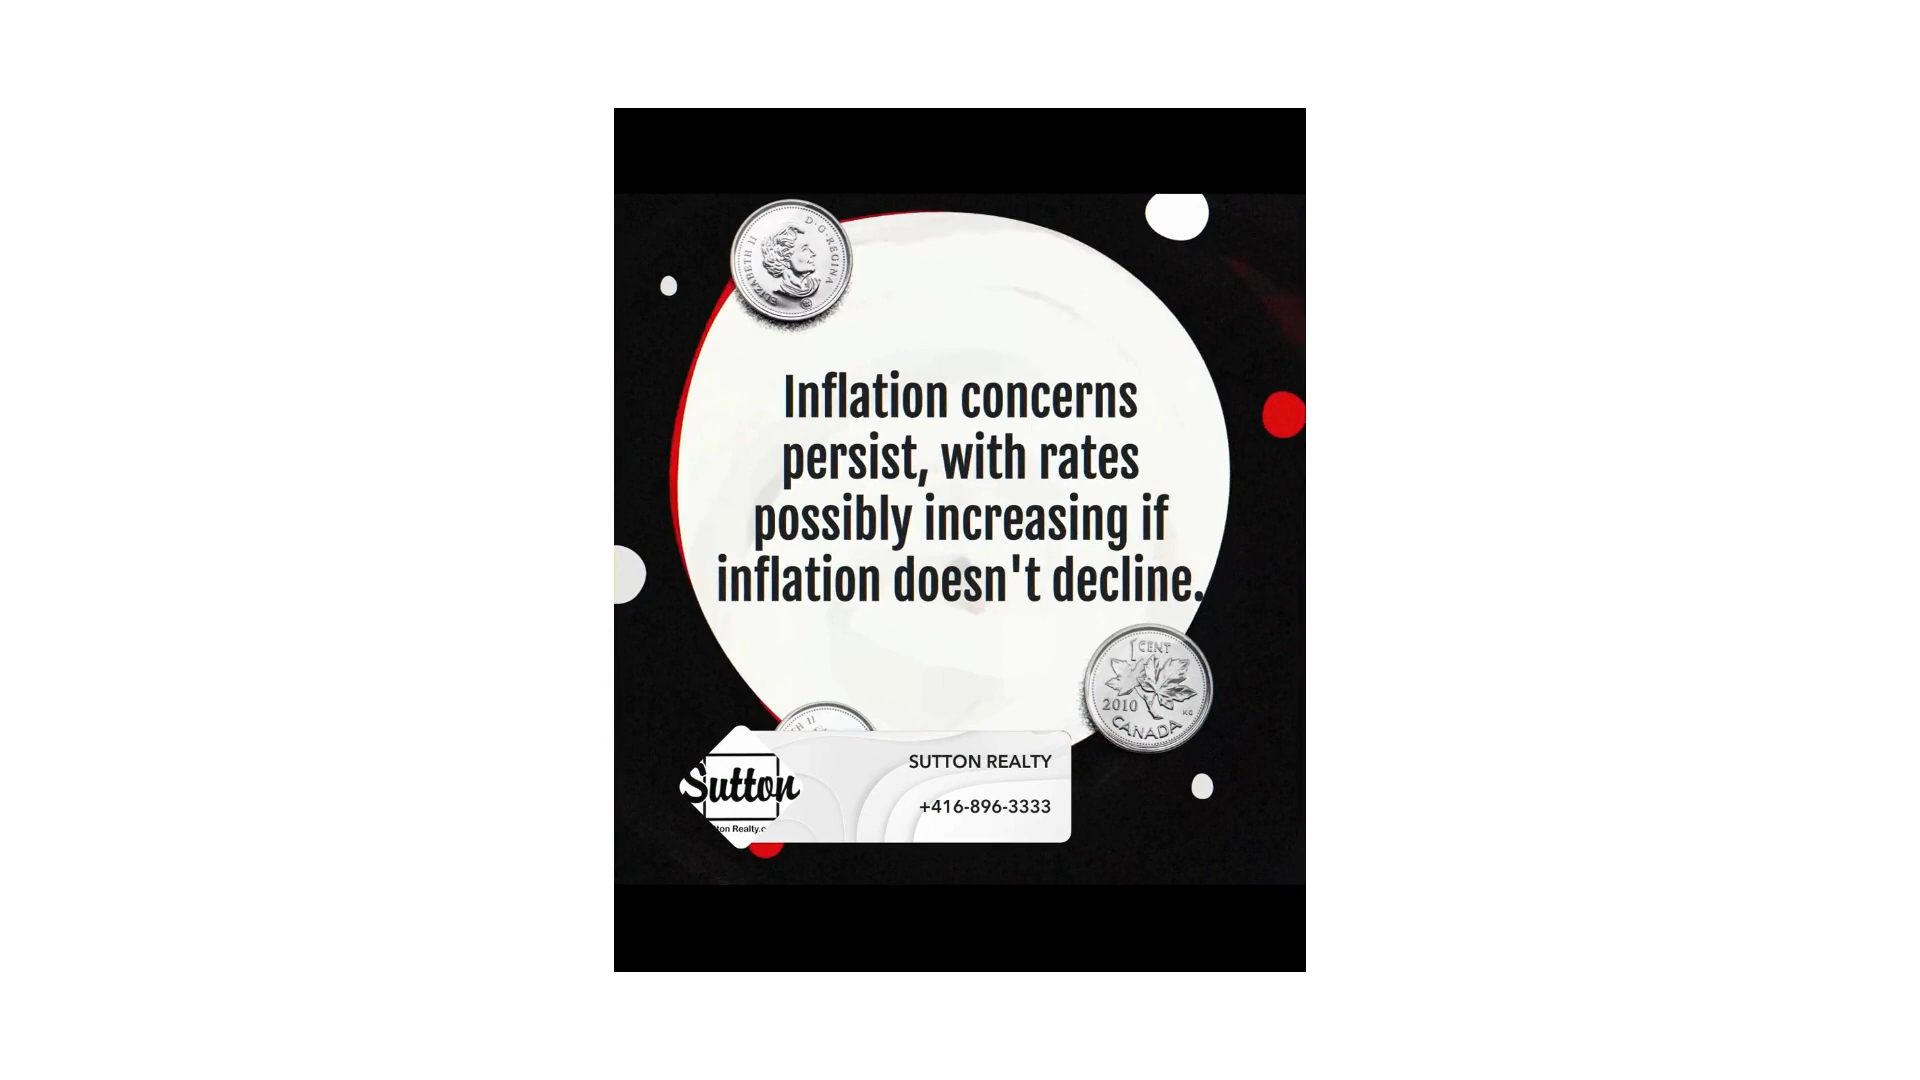 ELIZABETH II D·G·REGINA
Inflation concerns
persist, with rates
possibly increasing if
inflation doesn't decline.
1 CENT
2010
CANADA
SUTTON REALTY
Sutton
+416-896-3333
Realty.c